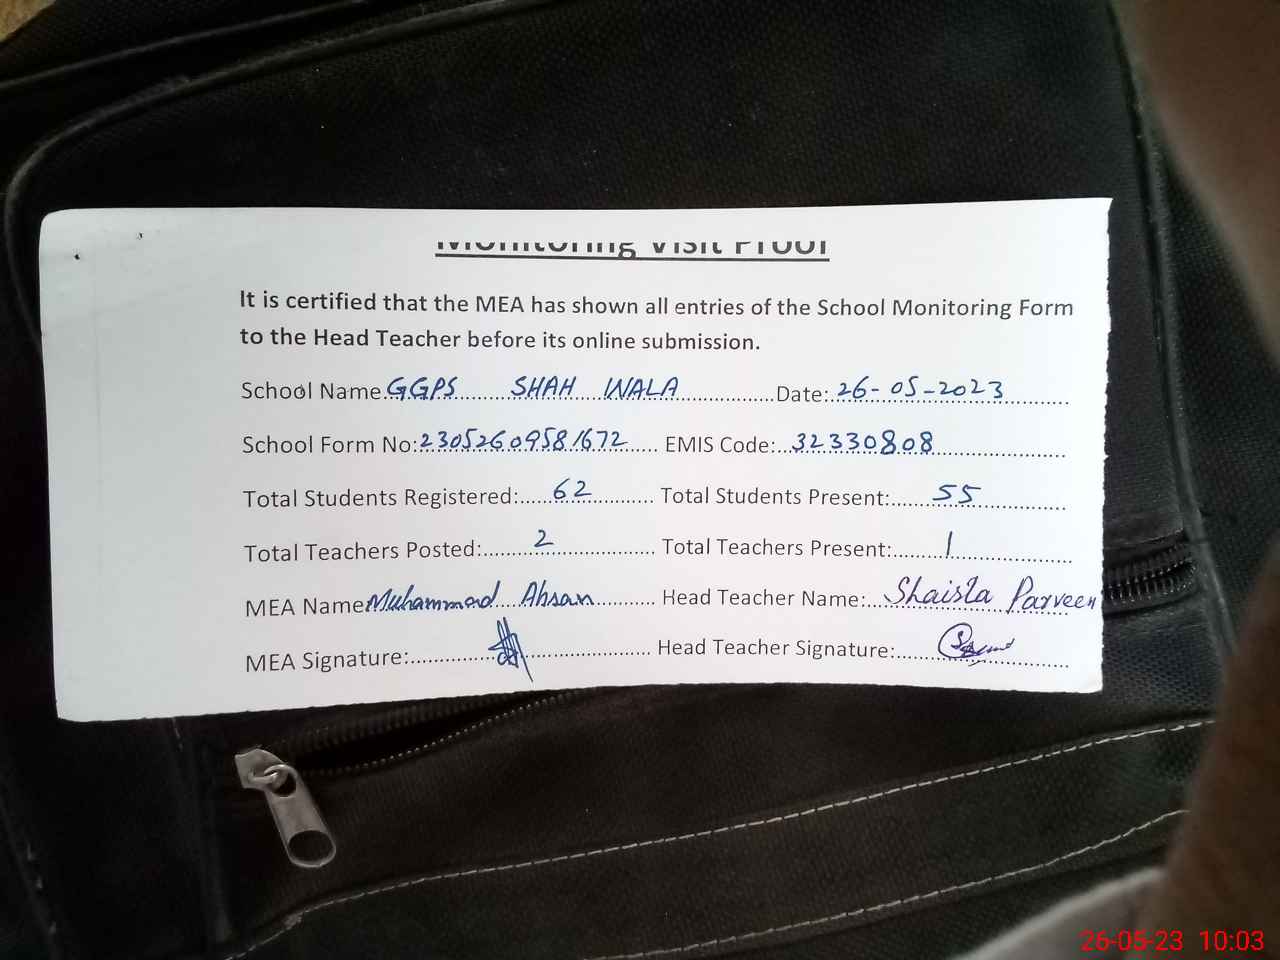 Monitoring Visit Proof
It is certified that the MEA has shown all entries of the School Monitoring Form
to the Head Teacher before its online submission.
School Name GGPS SHAH WALA Date: 26-05-2023
School Form No: 23052609581672 EMIS Code: 32330808
Total Students Registered: 62 Total Students Present: 55
Total Teachers Posted: 2 Total Teachers Present: 1
MEA Name Muhammad Ahsan Head Teacher Name: Shaista Parveen
MEA Signature: Head Teacher Signature:
26-05-23 10:03